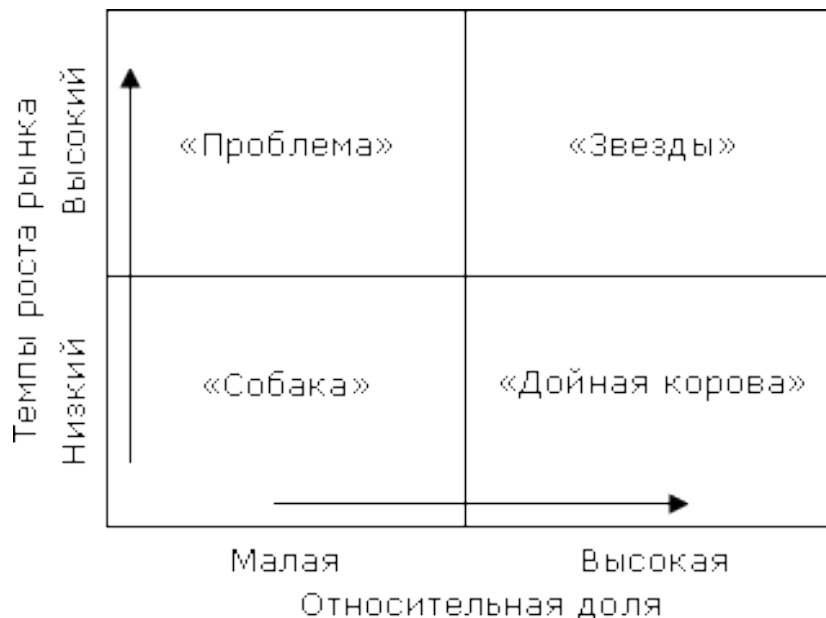 Темпы роста рынка
Высокий
Низкий
«Проблема»
«Звезды»
«Собака»
«Дойная корова»
Малая
Высокая
Относительная доля